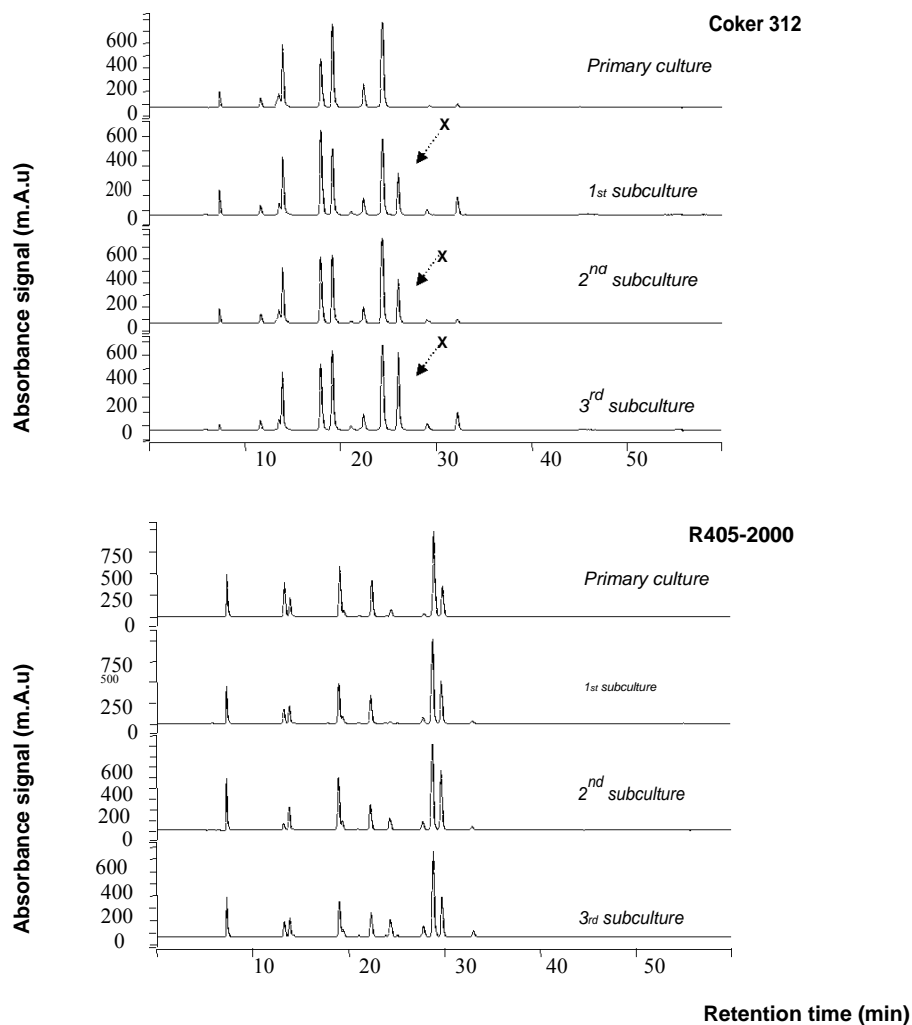 Coker 312
Absorbance signal (m.A.u)
600
400
200
0
Primary culture
600
400
200
0
X
1st subculture
600
400
200
0
X
2nd subculture
600
400
200
0
X
3rd subculture
10 20 30 40 50
R405-2000
Absorbance signal (m.A.u)
750
500
250
0
Primary culture
750
500
250
0
1st subculture
600
400
200
0
2nd subculture
600
400
200
0
3rd subculture
10 20 30 40 50
Retention time (min)